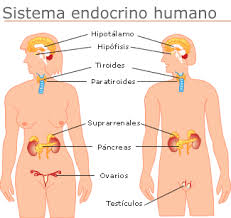 Sistema endocrino humano
Hipotálamo
Hipófisis
Tiroides
Paratiroides
Suprarrenales
Páncreas
Ovarios
Testículos